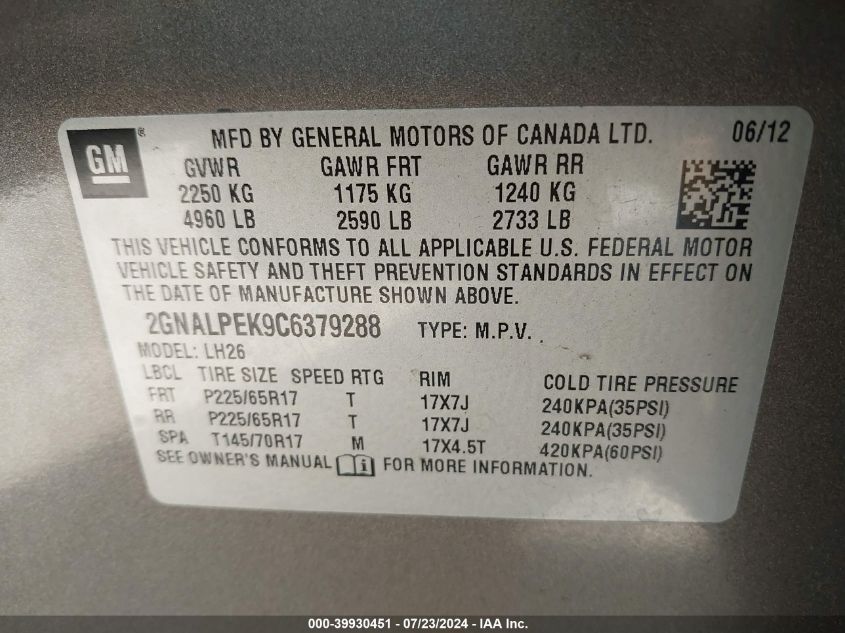 GM ® MFD BY GENERAL MOTORS OF CANADA LTD. 06/12
GVWR GAWR FRT GAWR RR
2250 KG 1175 KG 1240 KG
4960 LB 2590 LB 2733 LB
THIS VEHICLE CONFORMS TO ALL APPLICABLE U.S. FEDERAL MOTOR
VEHICLE SAFETY AND THEFT PREVENTION STANDARDS IN EFFECT ON
THE DATE OF MANUFACTURE SHOWN ABOVE.
2GNALPEK9C6379288 TYPE: M.P.V.
MODEL: LH26
LBCL TIRE SIZE SPEED RTG RIM COLD TIRE PRESSURE
FRT P225/65R17 T 17X7J 240KPA(35PSI)
RR P225/65R17 T 17X7J 240KPA(35PSI)
SPA T145/70R17 M 17X4.5T 420KPA(60PSI)
SEE OWNER'S MANUAL i FOR MORE INFORMATION.
000-39930451 - 07/23/2024 - IAA Inc.